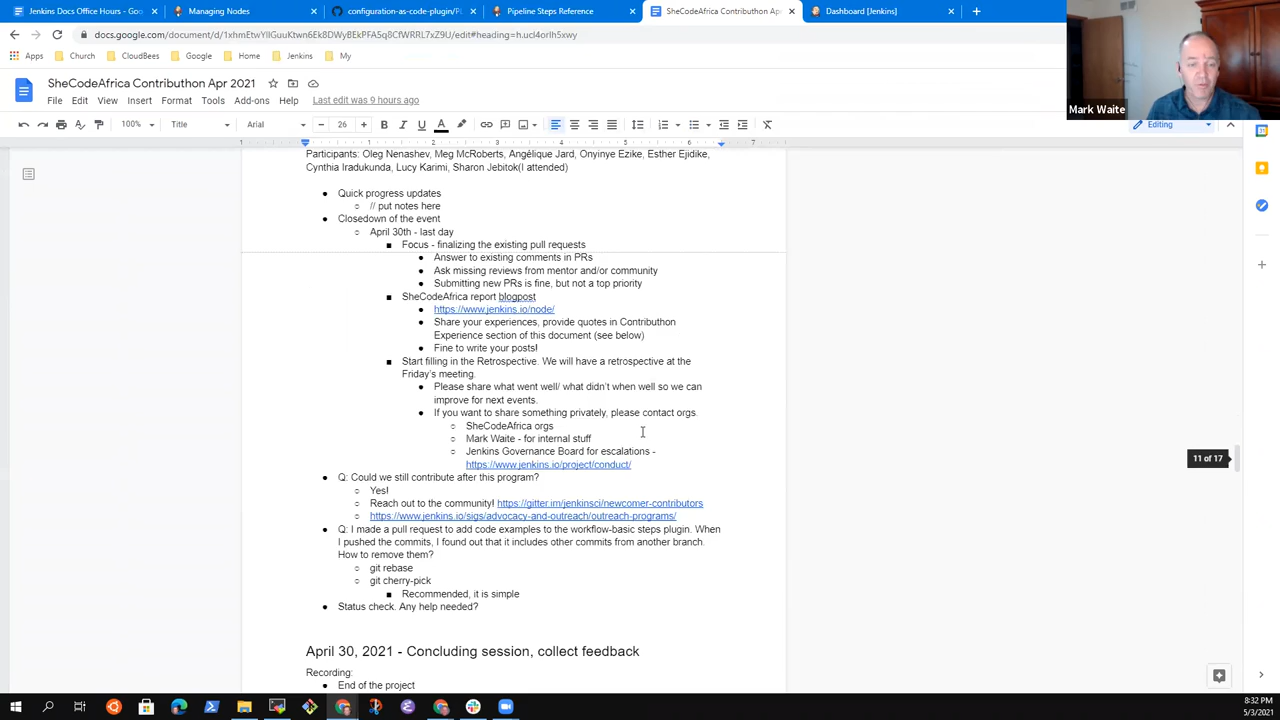 Jenkins Docs Office Hours - Goo
Managing Nodes
configuration-as-code-plugin/PL
Pipeline Steps Reference
SheCodeAfrica Contributhon Apr
Dashboard [Jenkins]
docs.google.com/document/d/1xhmEtwYlIGuuKtwn6Ek8DWyBEkPFA5q8CfWRRL7xZ9U/edit#heading=h.ucl4orlh5xwy
Apps
Church
CloudBees
Google
Home
Jenkins
My
Mark Waite
SheCodeAfrica Contributhon Apr 2021
File Edit View Insert Format Tools Add-ons Help Last edit was 9 hours ago
100% Title Arial 26 B I U A Editing
1 1 2 3 4 5 6 7
Participants: Oleg Nenashev, Meg McRoberts, Angélique Jard, Onyinye Ezike, Esther Ejidike,
Cynthia Iradukunda, Lucy Karimi, Sharon Jebitok(I attended)
● Quick progress updates
○ // put notes here
● Closedown of the event
○ April 30th - last day
■ Focus - finalizing the existing pull requests
● Answer to existing comments in PRs
● Ask missing reviews from mentor and/or community
● Submitting new PRs is fine, but not a top priority
■ SheCodeAfrica report blogpost
● https://www.jenkins.io/node/
● Share your experiences, provide quotes in Contributhon
Experience section of this document (see below)
● Fine to write your posts!
■ Start filling in the Retrospective. We will have a retrospective at the
Friday's meeting.
● Please share what went well/ what didn't when well so we can
improve for next events.
● If you want to share something privately, please contact orgs.
○ SheCodeAfrica orgs
○ Mark Waite - for internal stuff
○ Jenkins Governance Board for escalations -
https://www.jenkins.io/project/conduct/
● Q: Could we still contribute after this program?
○ Yes!
○ Reach out to the community! https://gitter.im/jenkinsci/newcomer-contributors
○ https://www.jenkins.io/sigs/advocacy-and-outreach/outreach-programs/
● Q: I made a pull request to add code examples to the workflow-basic steps plugin. When
I pushed the commits, I found out that it includes other commits from another branch.
How to remove them?
○ git rebase
○ git cherry-pick
■ Recommended, it is simple
● Status check. Any help needed?
11 of 17
April 30, 2021 - Concluding session, collect feedback
Recording:
● End of the project
8:32 PM
5/3/2021